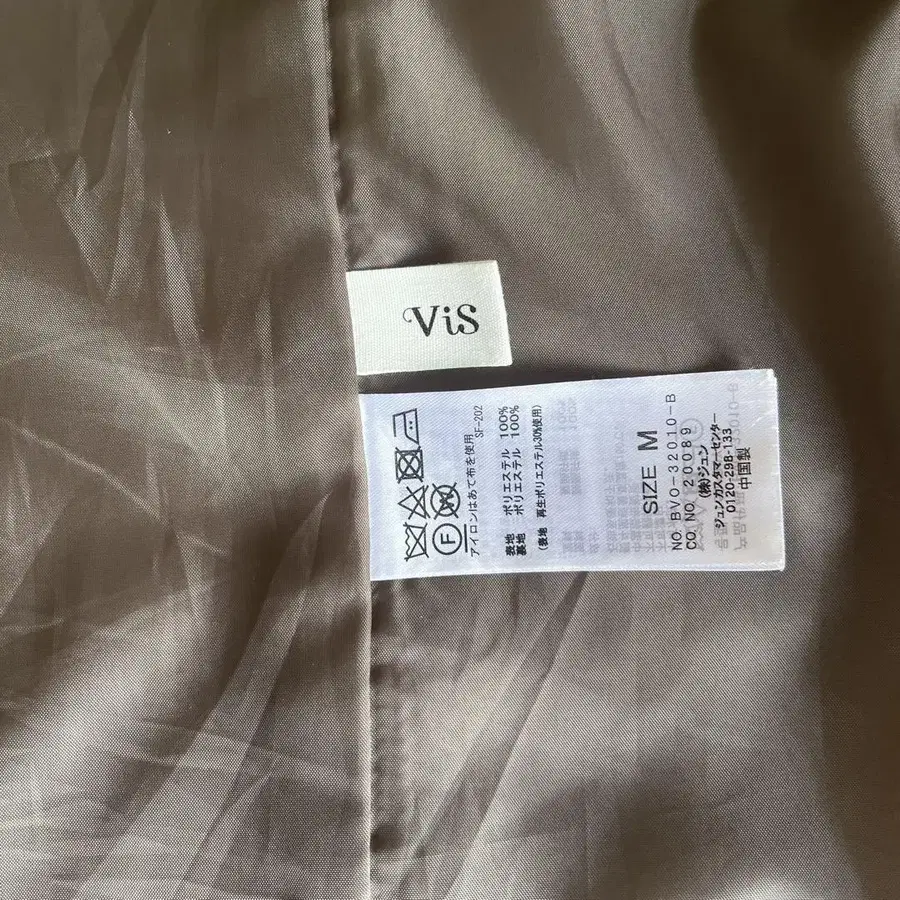 ViS
アイロンはあて布を使用
SF-202
表地 ポリエステル 100%
裏地 ポリエステル 100%
(表地 再生ポリエステル30%使用)
SIZE M
NO. BVO-32010-B
CO. NO. 20089
(株)ジュン
ジュンカスタマーセンター
0120-298-133
中国製